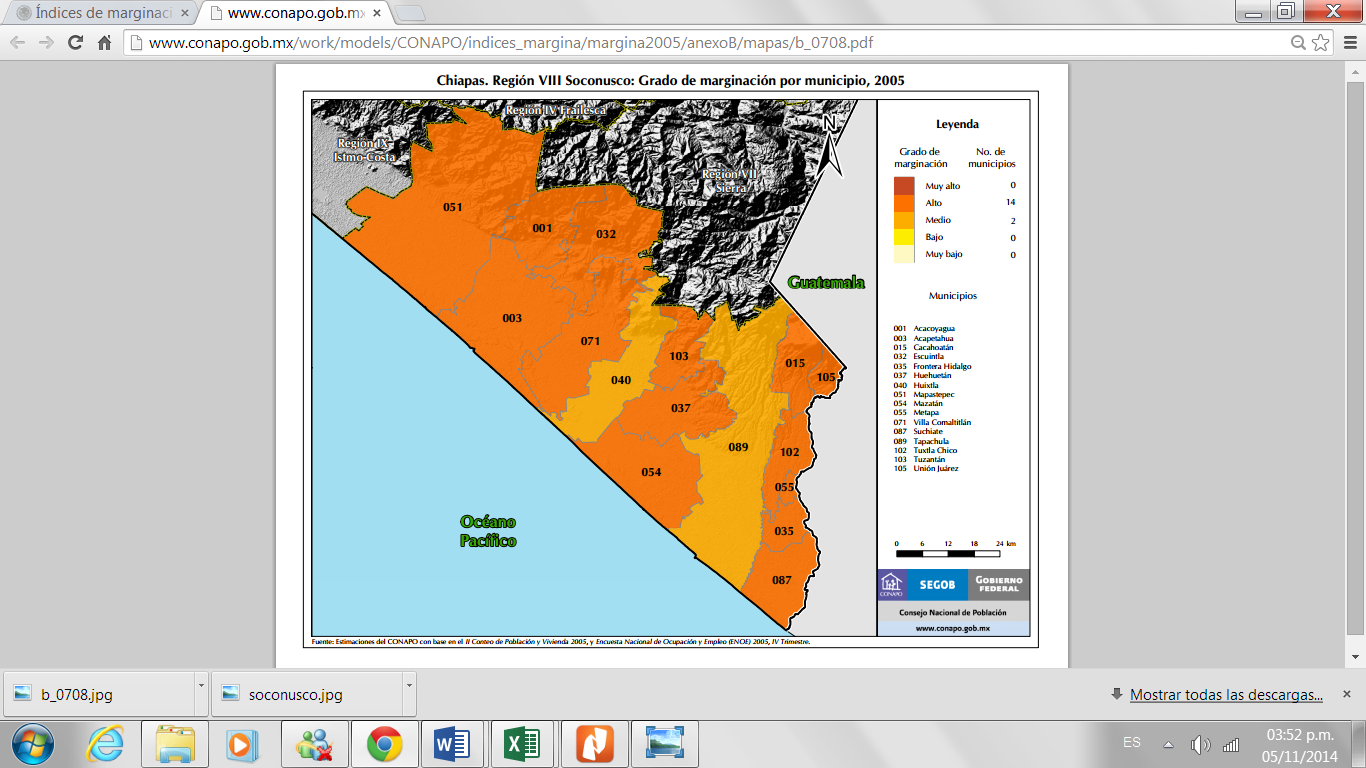 Índices de marginaci
www.conapo.gob.mx
www.conapo.gob.mx/work/models/CONAPO/indices_margina/margina2005/anexoB/mapas/b_0708.pdf
Chiapas. Región VIII Soconusco: Grado de marginación por municipio, 2005
Región IV Frailesca
Región IX
Istmo-Costa
Región VII
Sierra
N
051
001
032
Guatemala
003
071
103
015
105
040
037
089
102
054
055
035
087
Océano
Pacífico
Leyenda
Grado de marginación
No. de municipios
Muy alto 0
Alto 14
Medio 2
Bajo 0
Muy bajo 0
Municipios
001 Acacoyagua
003 Acapetahua
015 Cacahoatán
032 Escuintla
035 Frontera Hidalgo
037 Huehuetán
040 Huixtla
051 Mapastepec
054 Mazatán
055 Metapa
071 Villa Comaltitlán
087 Suchiate
089 Tapachula
102 Tuxtla Chico
103 Tuzantán
105 Unión Juárez
0 6 12 18 24 km
CONAPO
SEGOB
GOBIERNO
FEDERAL
Consejo Nacional de Población
www.conapo.gob.mx
Fuente: Estimaciones del CONAPO con base en el II Conteo de Población y Vivienda 2005, y Encuesta Nacional de Ocupación y Empleo (ENOE) 2005, IV Trimestre.
b_0708.jpg
soconusco.jpg
Mostrar todas las descargas...
ES
03:52 p.m.
05/11/2014